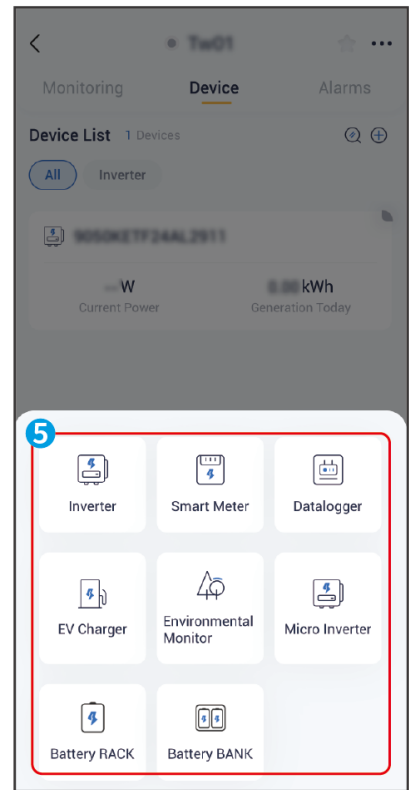 Tw01
Monitoring Device Alarms
Device List 1 Devices
All Inverter
-- W kWh
Current Power Generation Today
5
Inverter Smart Meter Datalogger
EV Charger Environmental Monitor Micro Inverter
Battery RACK Battery BANK